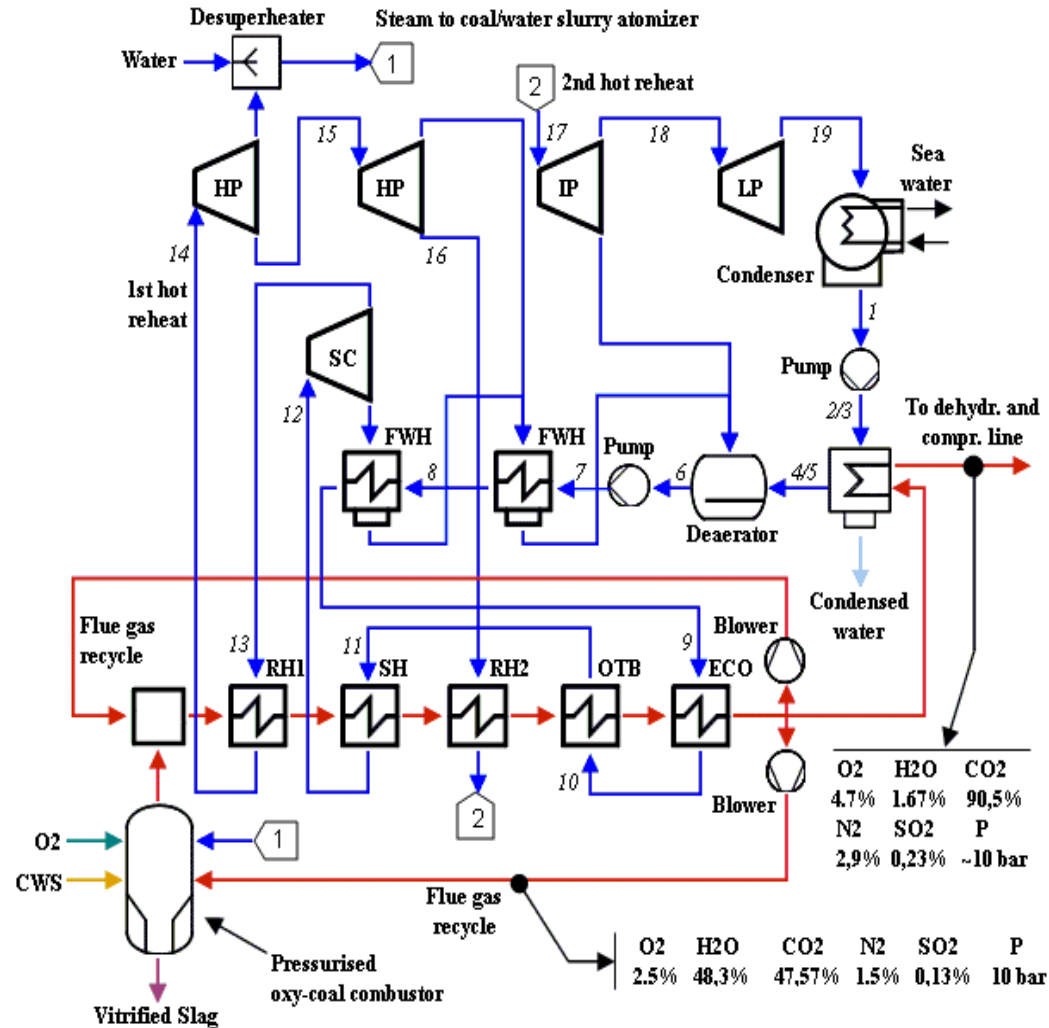 Desuperheater
Steam to coal/water slurry atomizer
Water
1
2
2nd hot reheat
15
17
18
19
HP
HP
IP
LP
Sea
water
14
16
1st hot
reheat
Condenser
1
SC
Pump
12
2/3
To dehydr. and
compr. line
FWH
FWH
Pump
8
7
6
4/5
Deaerator
Condensed
water
Flue gas
recycle
Blower
13
11
9
RH1
SH
RH2
OTB
ECO
10
2
Blower
O2 H2O CO2
4.7% 1.67% 90,5%
N2 SO2 P
2,9% 0,23% ~10 bar
O2
1
CWS
Flue gas
recycle
Pressurised
oxy-coal combustor
O2 H2O CO2 N2 SO2 P
2.5% 48,3% 47,57% 1.5% 0,13% 10 bar
Vitrified Slag